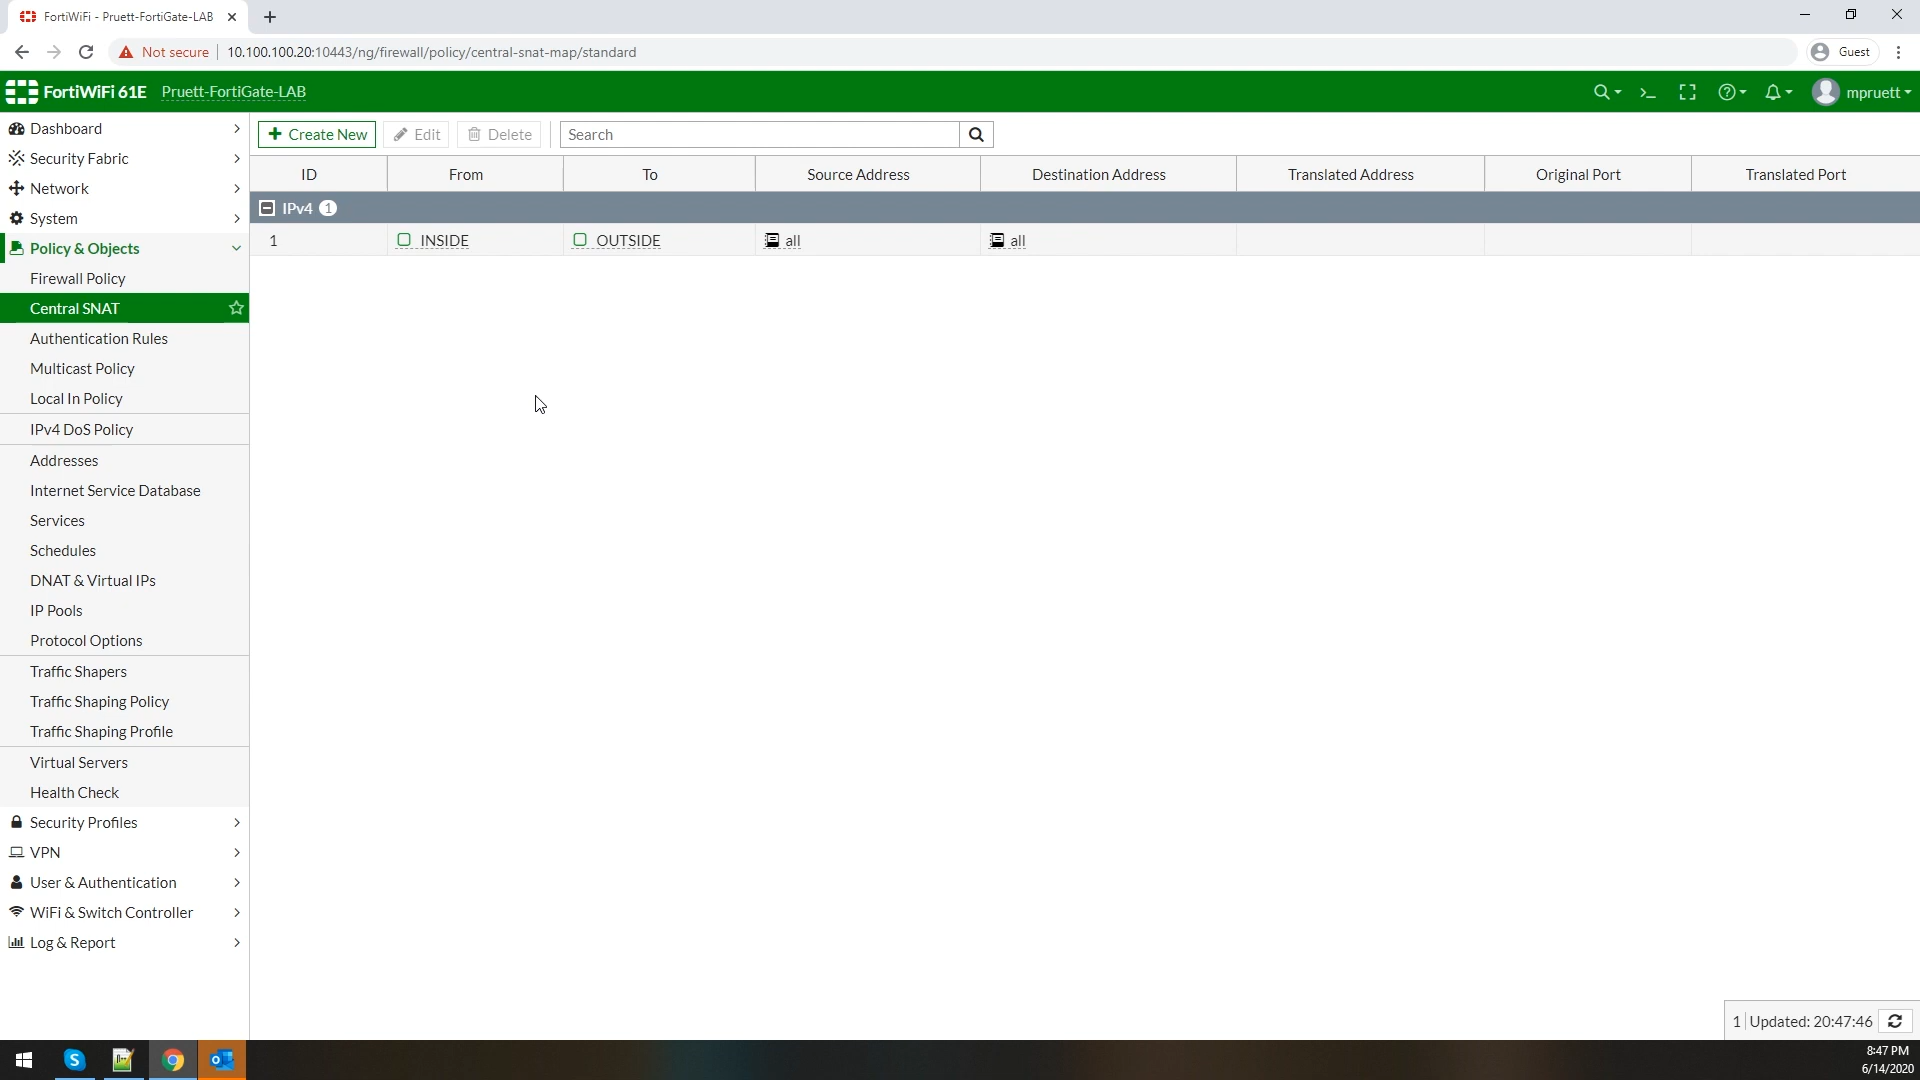 FortiWiFi - Pruett-FortiGate-LAB
Not secure 10.100.100.20:10443/ng/firewall/policy/central-snat-map/standard
Guest
FortiWiFi 61E Pruett-FortiGate-LAB
mpruett
Dashboard
Security Fabric
Network
System
Policy & Objects
Firewall Policy
Central SNAT
Authentication Rules
Multicast Policy
Local In Policy
IPv4 DoS Policy
Addresses
Internet Service Database
Services
Schedules
DNAT & Virtual IPs
IP Pools
Protocol Options
Traffic Shapers
Traffic Shaping Policy
Traffic Shaping Profile
Virtual Servers
Health Check
Security Profiles
VPN
User & Authentication
WiFi & Switch Controller
Log & Report
Create New Edit Delete Search
ID From To Source Address Destination Address Translated Address Original Port Translated Port
IPv4 1
1 INSIDE OUTSIDE all all
1 Updated: 20:47:46
8:47 PM
6/14/2020